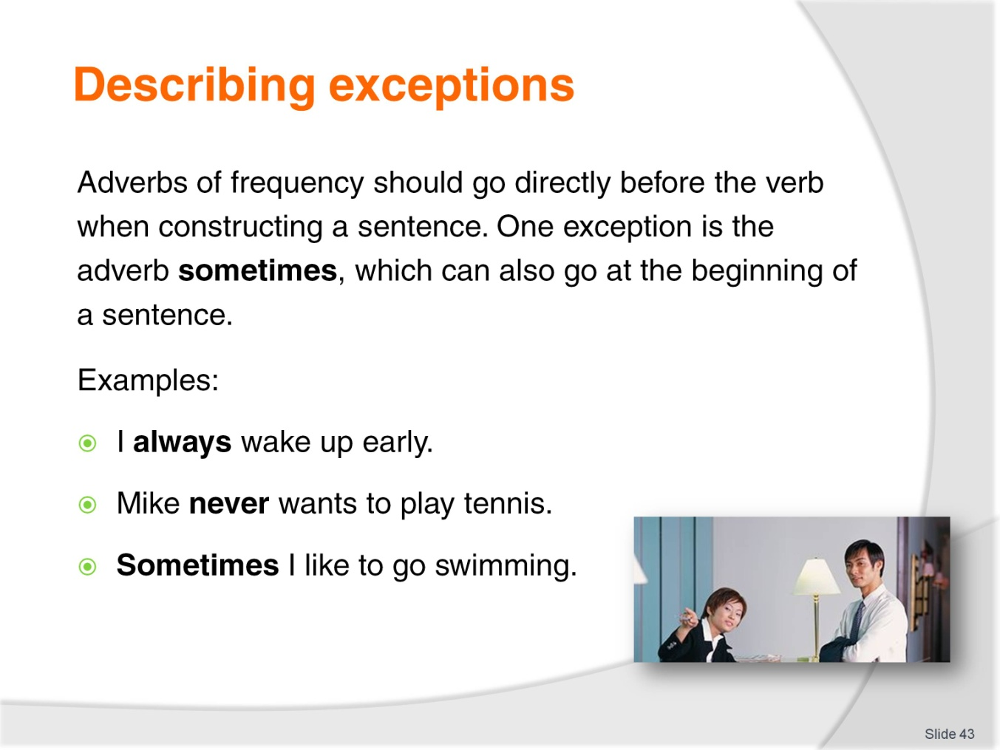 Describing exceptions
Adverbs of frequency should go directly before the verb
when constructing a sentence. One exception is the
adverb sometimes, which can also go at the beginning of
a sentence.
Examples:
I always wake up early.
Mike never wants to play tennis.
Sometimes I like to go swimming.
Slide 43